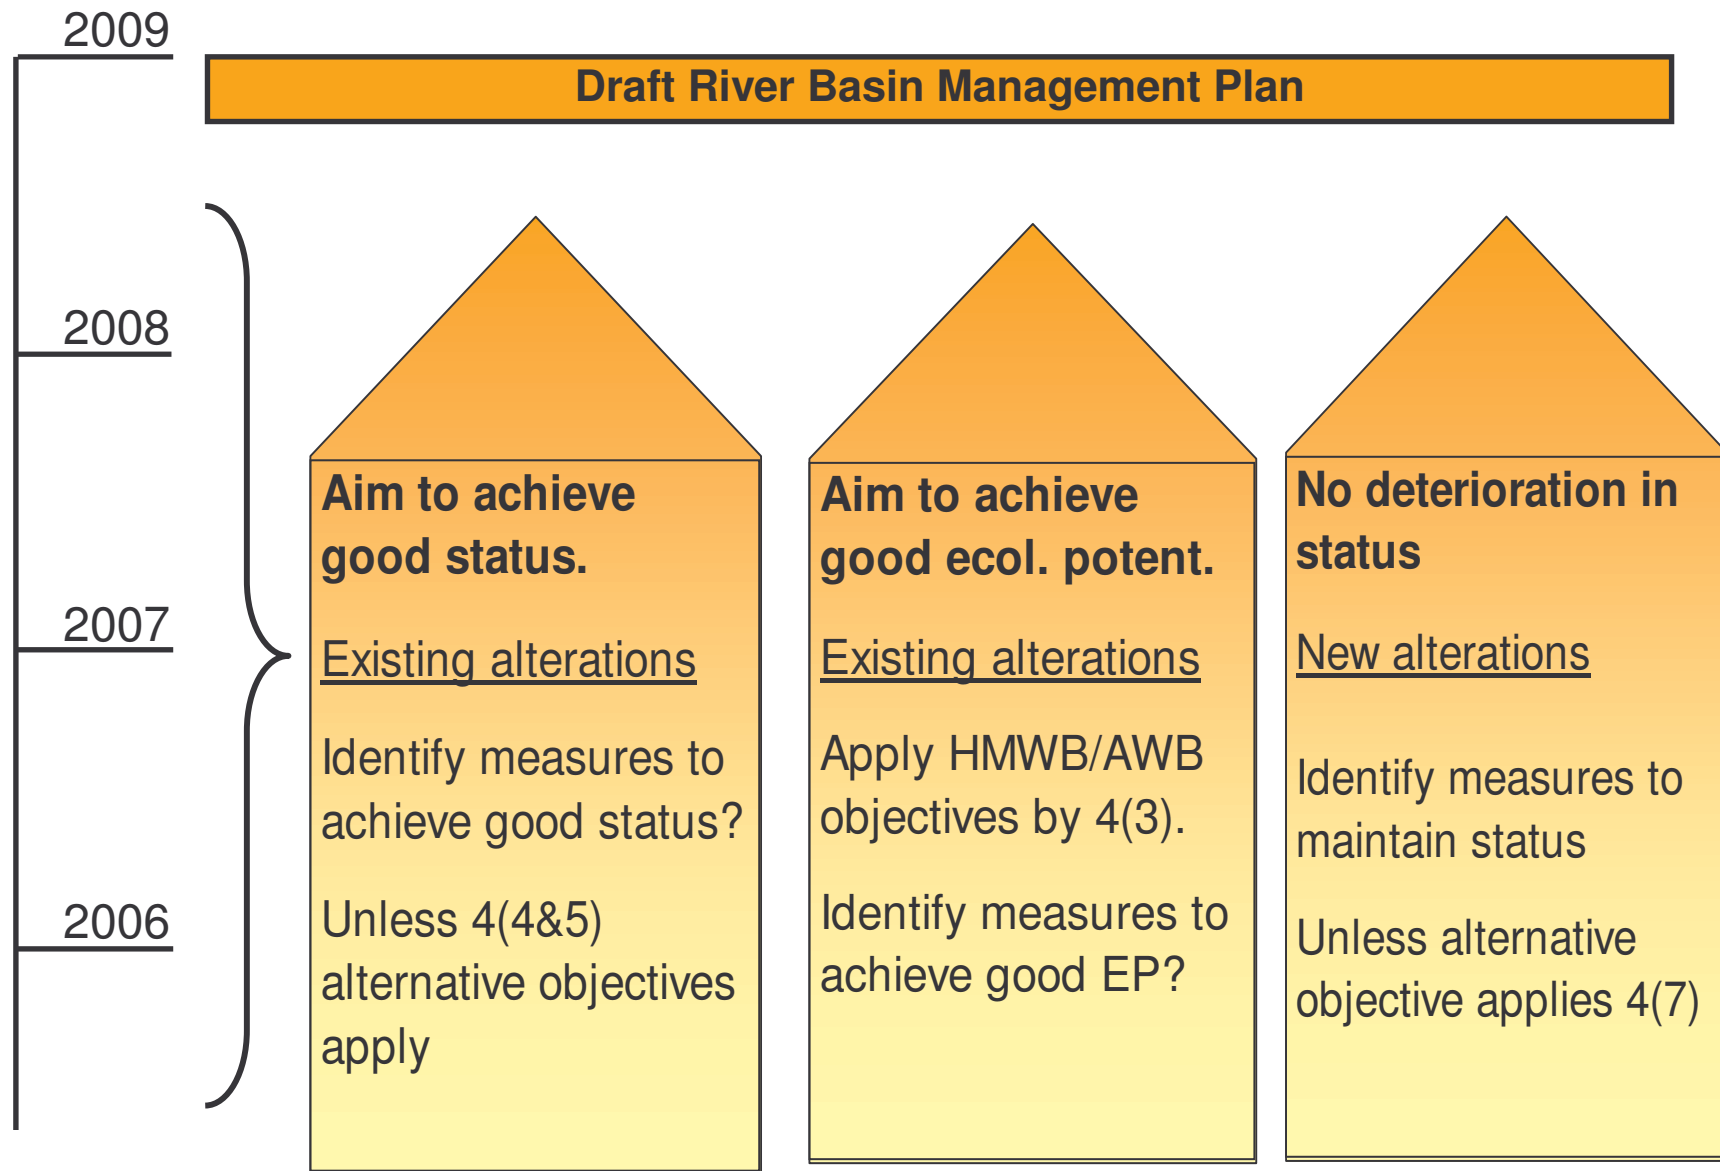 2009
Draft River Basin Management Plan
2008
2007
2006
Aim to achieve
good status.
Existing alterations
Identify measures to
achieve good status?
Unless 4(4&5)
alternative objectives
apply
Aim to achieve
good ecol. potent.
Existing alterations
Apply HMWB/AWB
objectives by 4(3).
Identify measures to
achieve good EP?
No deterioration in
status
New alterations
Identify measures to
maintain status
Unless alternative
objective applies 4(7)